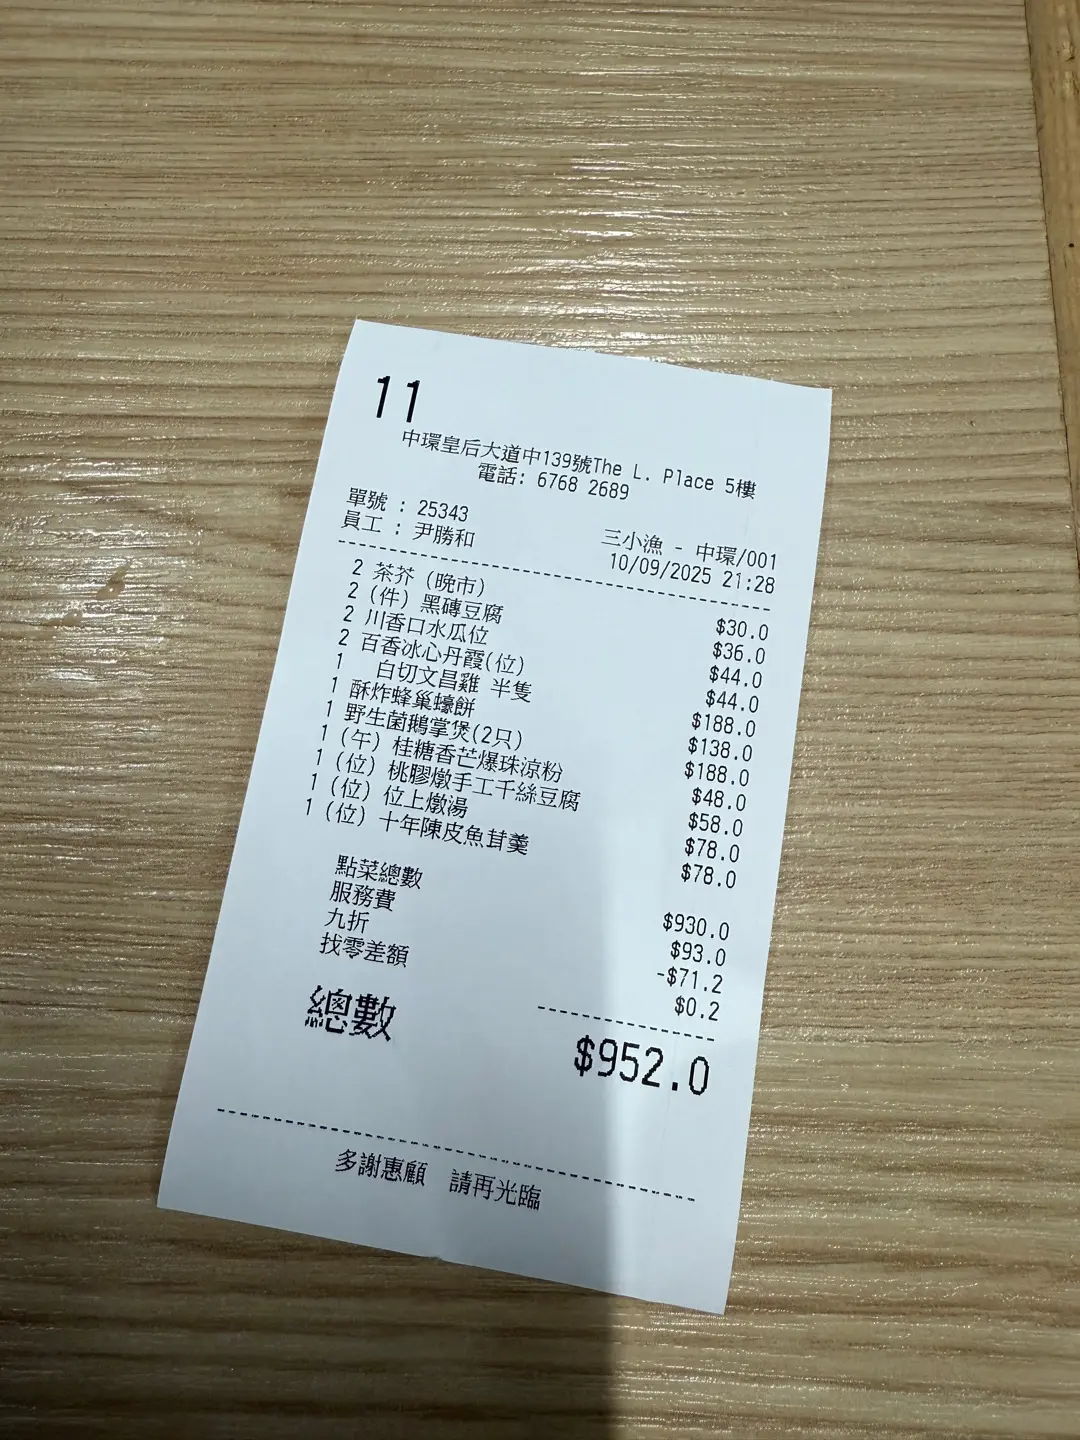 11
中環皇后大道中139號The L. Place 5樓
電話: 6768 2689
單號 : 25343
三小漁 - 中環/001
員工 : 尹勝和
10/09/2025 21:28
2 茶芥 (晚市) $30.0
2 (件) 黑磚豆腐 $36.0
2 川香口水瓜位 $44.0
2 百香冰心丹霞(位) $44.0
1 白切文昌雞 半隻 $188.0
1 酥炸蜂巢蠔餅 $138.0
1 野生菌鵝掌煲(2只) $188.0
1 (午) 桂糖香芒爆珠涼粉 $48.0
1 (位) 桃膠燉手工千絲豆腐 $58.0
1 (位) 位上燉湯 $78.0
1 (位) 十年陳皮魚茸羹 $78.0
點菜總數 $930.0
服務費 $93.0
九折 -$71.2
找零差額 $0.2
總數 $952.0
多謝惠顧 請再光臨